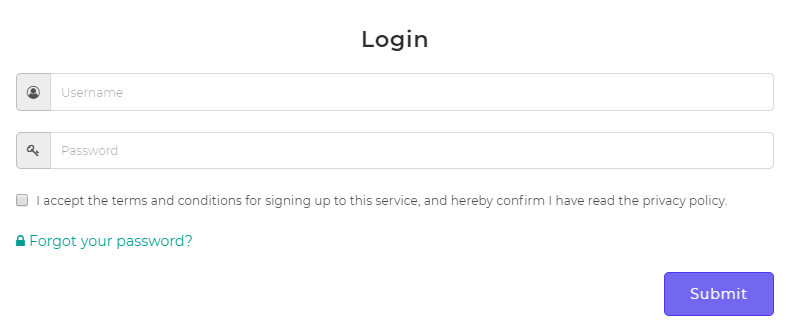 Login
Username
Password
I accept the terms and conditions for signing up to this service, and hereby confirm I have read the privacy policy.
Forgot your password?
Submit